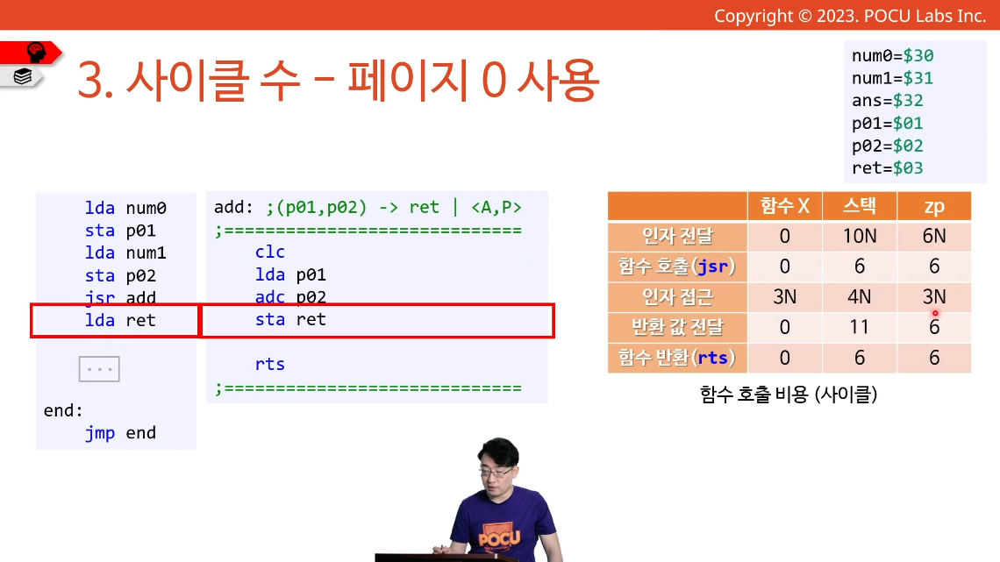 Copyright © 2023. POCU Labs Inc.
3. 사이클 수 – 페이지 0 사용
num0=$30
num1=$31
ans=$32
p01=$01
p02=$02
ret=$03
lda num0
sta p01
lda num1
sta p02
jsr add
lda ret
...
end:
jmp end
add: ;(p01,p02) -> ret | <A,P>
;=============================
clc
lda p01
adc p02
sta ret
rts
;=============================
함수 X 스택 zp
인자 전달 0 10N 6N
함수 호출(jsr) 0 6 6
인자 접근 3N 4N 3N
반환 값 전달 0 11 6
함수 반환(rts) 0 6 6
함수 호출 비용 (사이클)
POCU